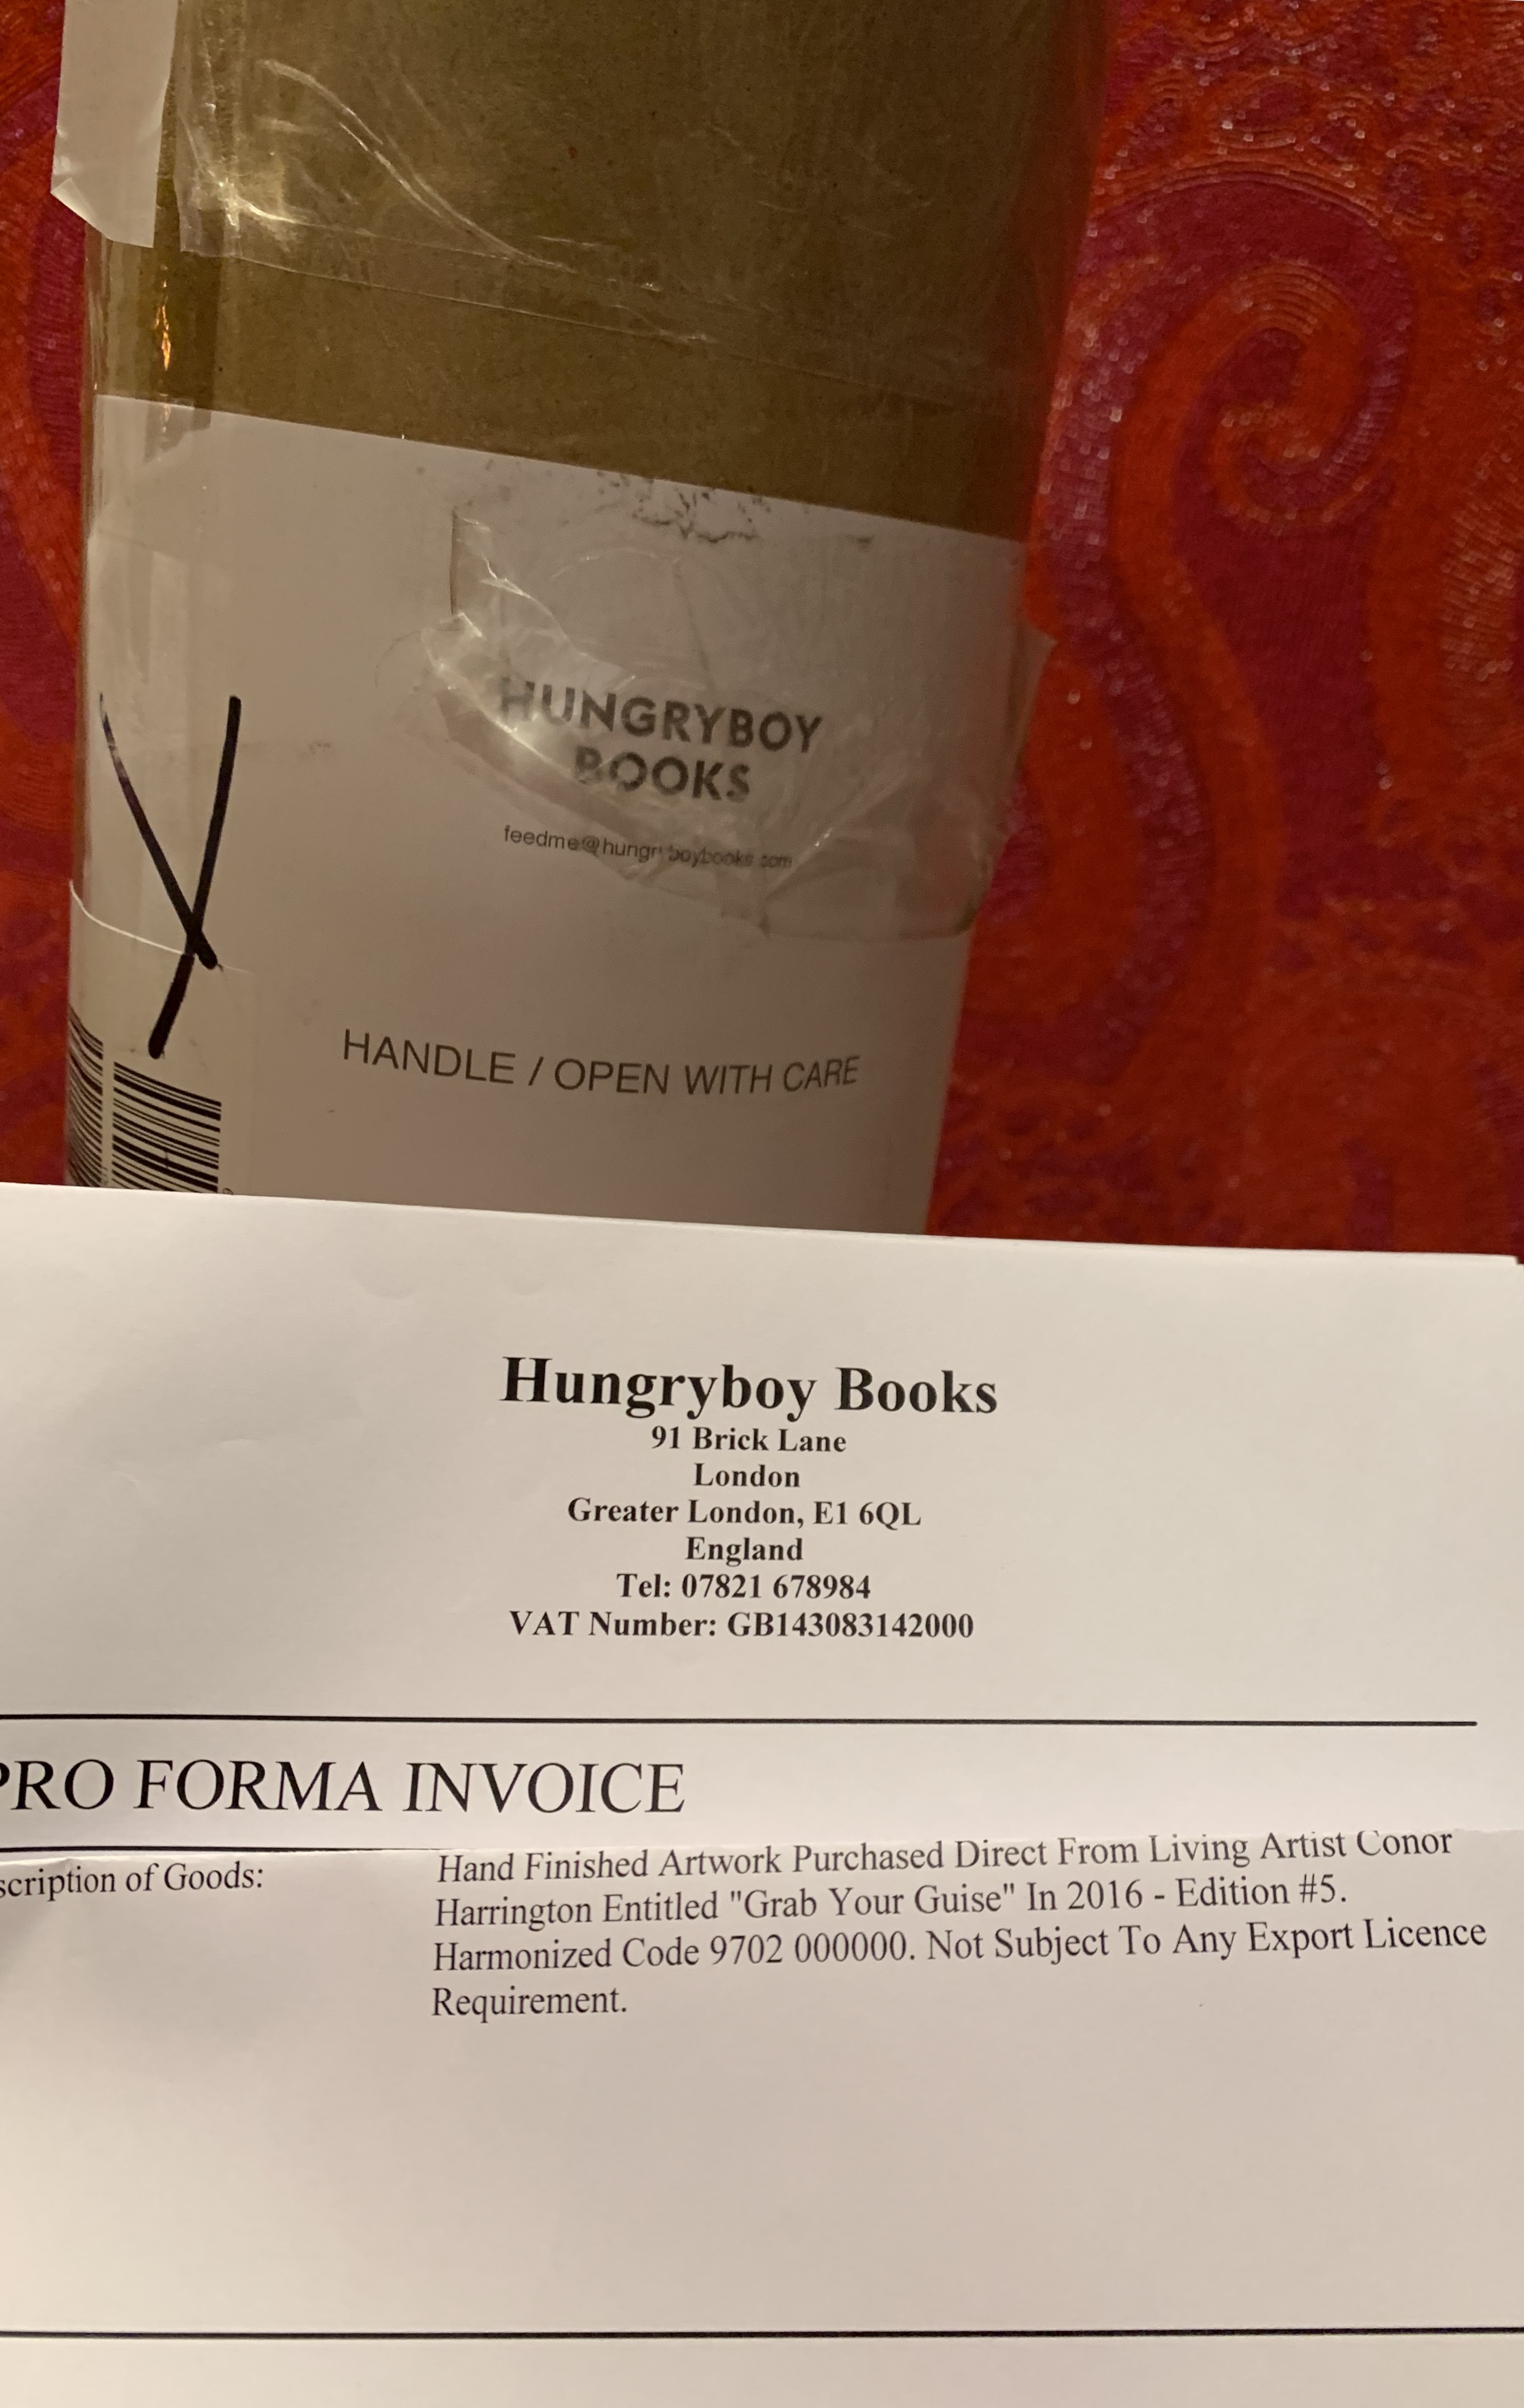 HUNGRYBOY
BOOKS
feedme@hungryboybooks.com
HANDLE / OPEN WITH CARE
Hungryboy Books
91 Brick Lane
London
Greater London, E1 6QL
England
Tel: 07821 678984
VAT Number: GB143083142000
PRO FORMA INVOICE
scription of Goods:
Hand Finished Artwork Purchased Direct From Living Artist Conor
Harrington Entitled "Grab Your Guise" In 2016 - Edition #5.
Harmonized Code 9702 000000. Not Subject To Any Export Licence
Requirement.